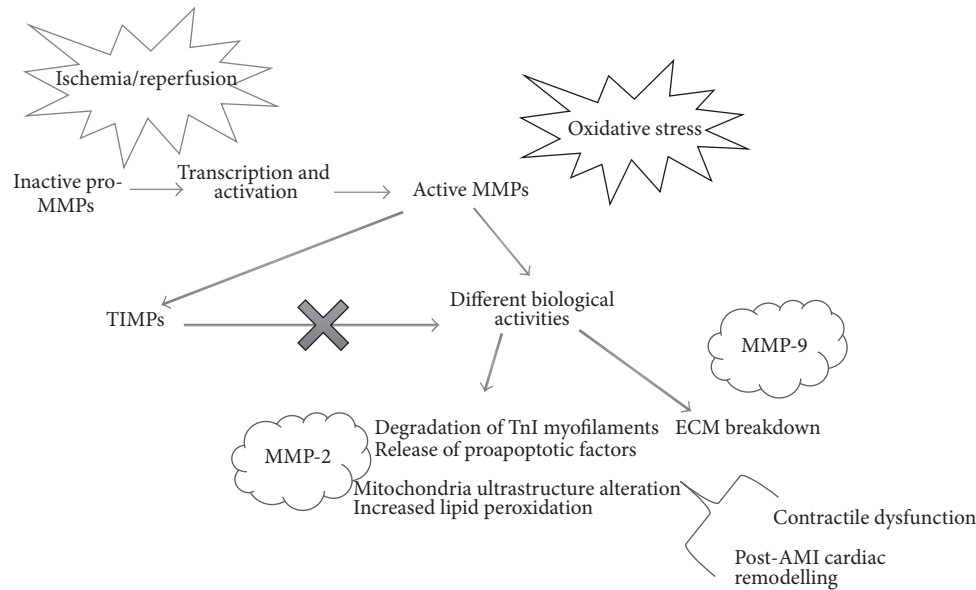 Ischemia/reperfusion
Oxidative stress
Inactive pro-
MMPs
Transcription and
activation
Active MMPs
TIMPs
Different biological
activities
MMP-9
MMP-2
Degradation of TnI myofilaments
Release of proapoptotic factors
ECM breakdown
Mitochondria ultrastructure alteration
Increased lipid peroxidation
Contractile dysfunction
Post-AMI cardiac
remodelling